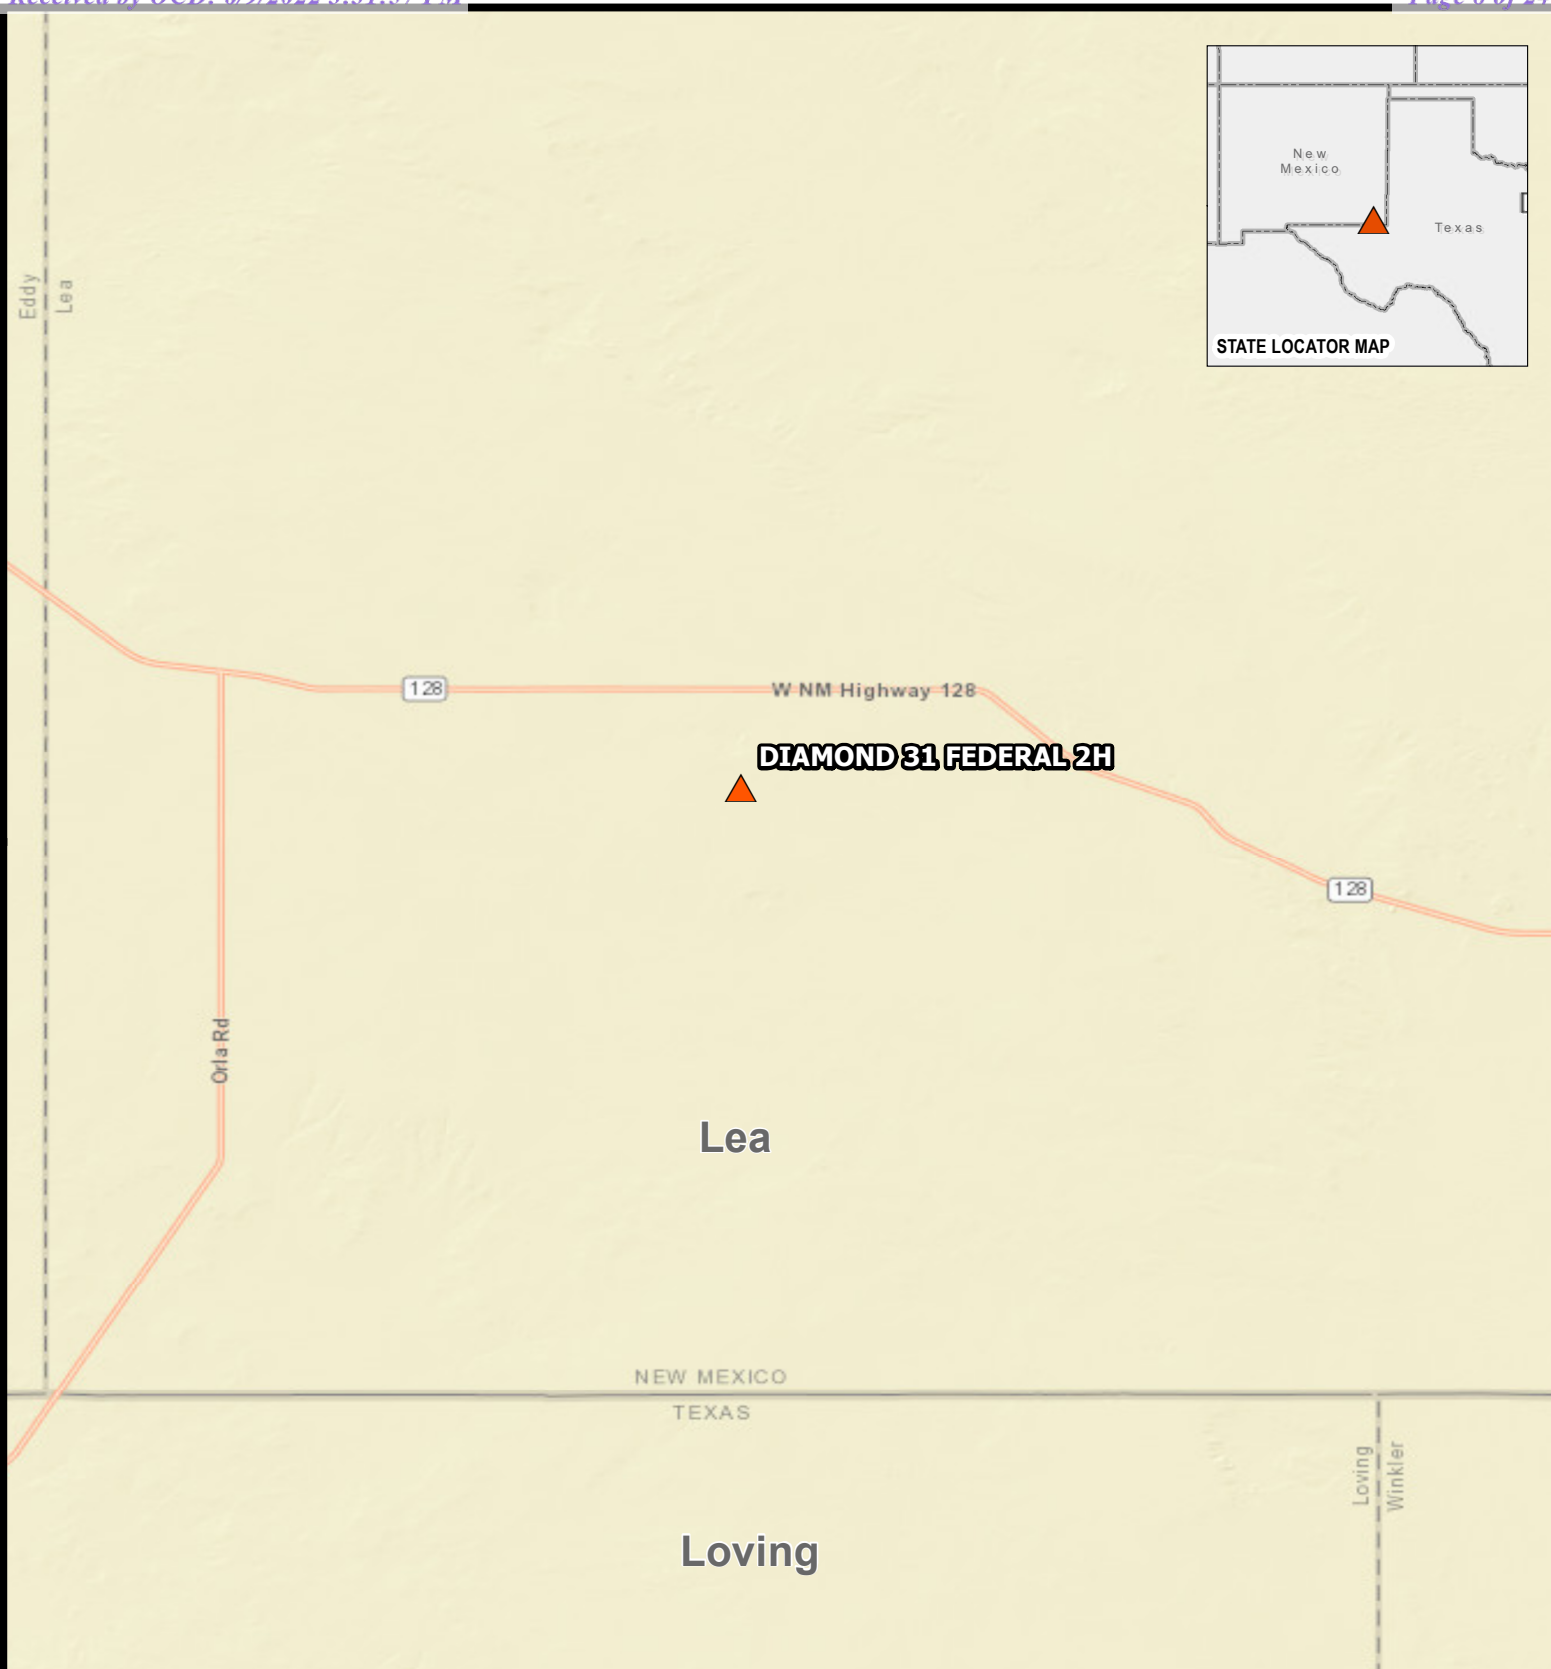 New
Mexico
Texas
STATE LOCATOR MAP
Eddy
Lea
128
W NM Highway 128
DIAMOND 31 FEDERAL 2H
128
Orla Rd
Lea
NEW MEXICO
TEXAS
Loving
Winkler
Loving